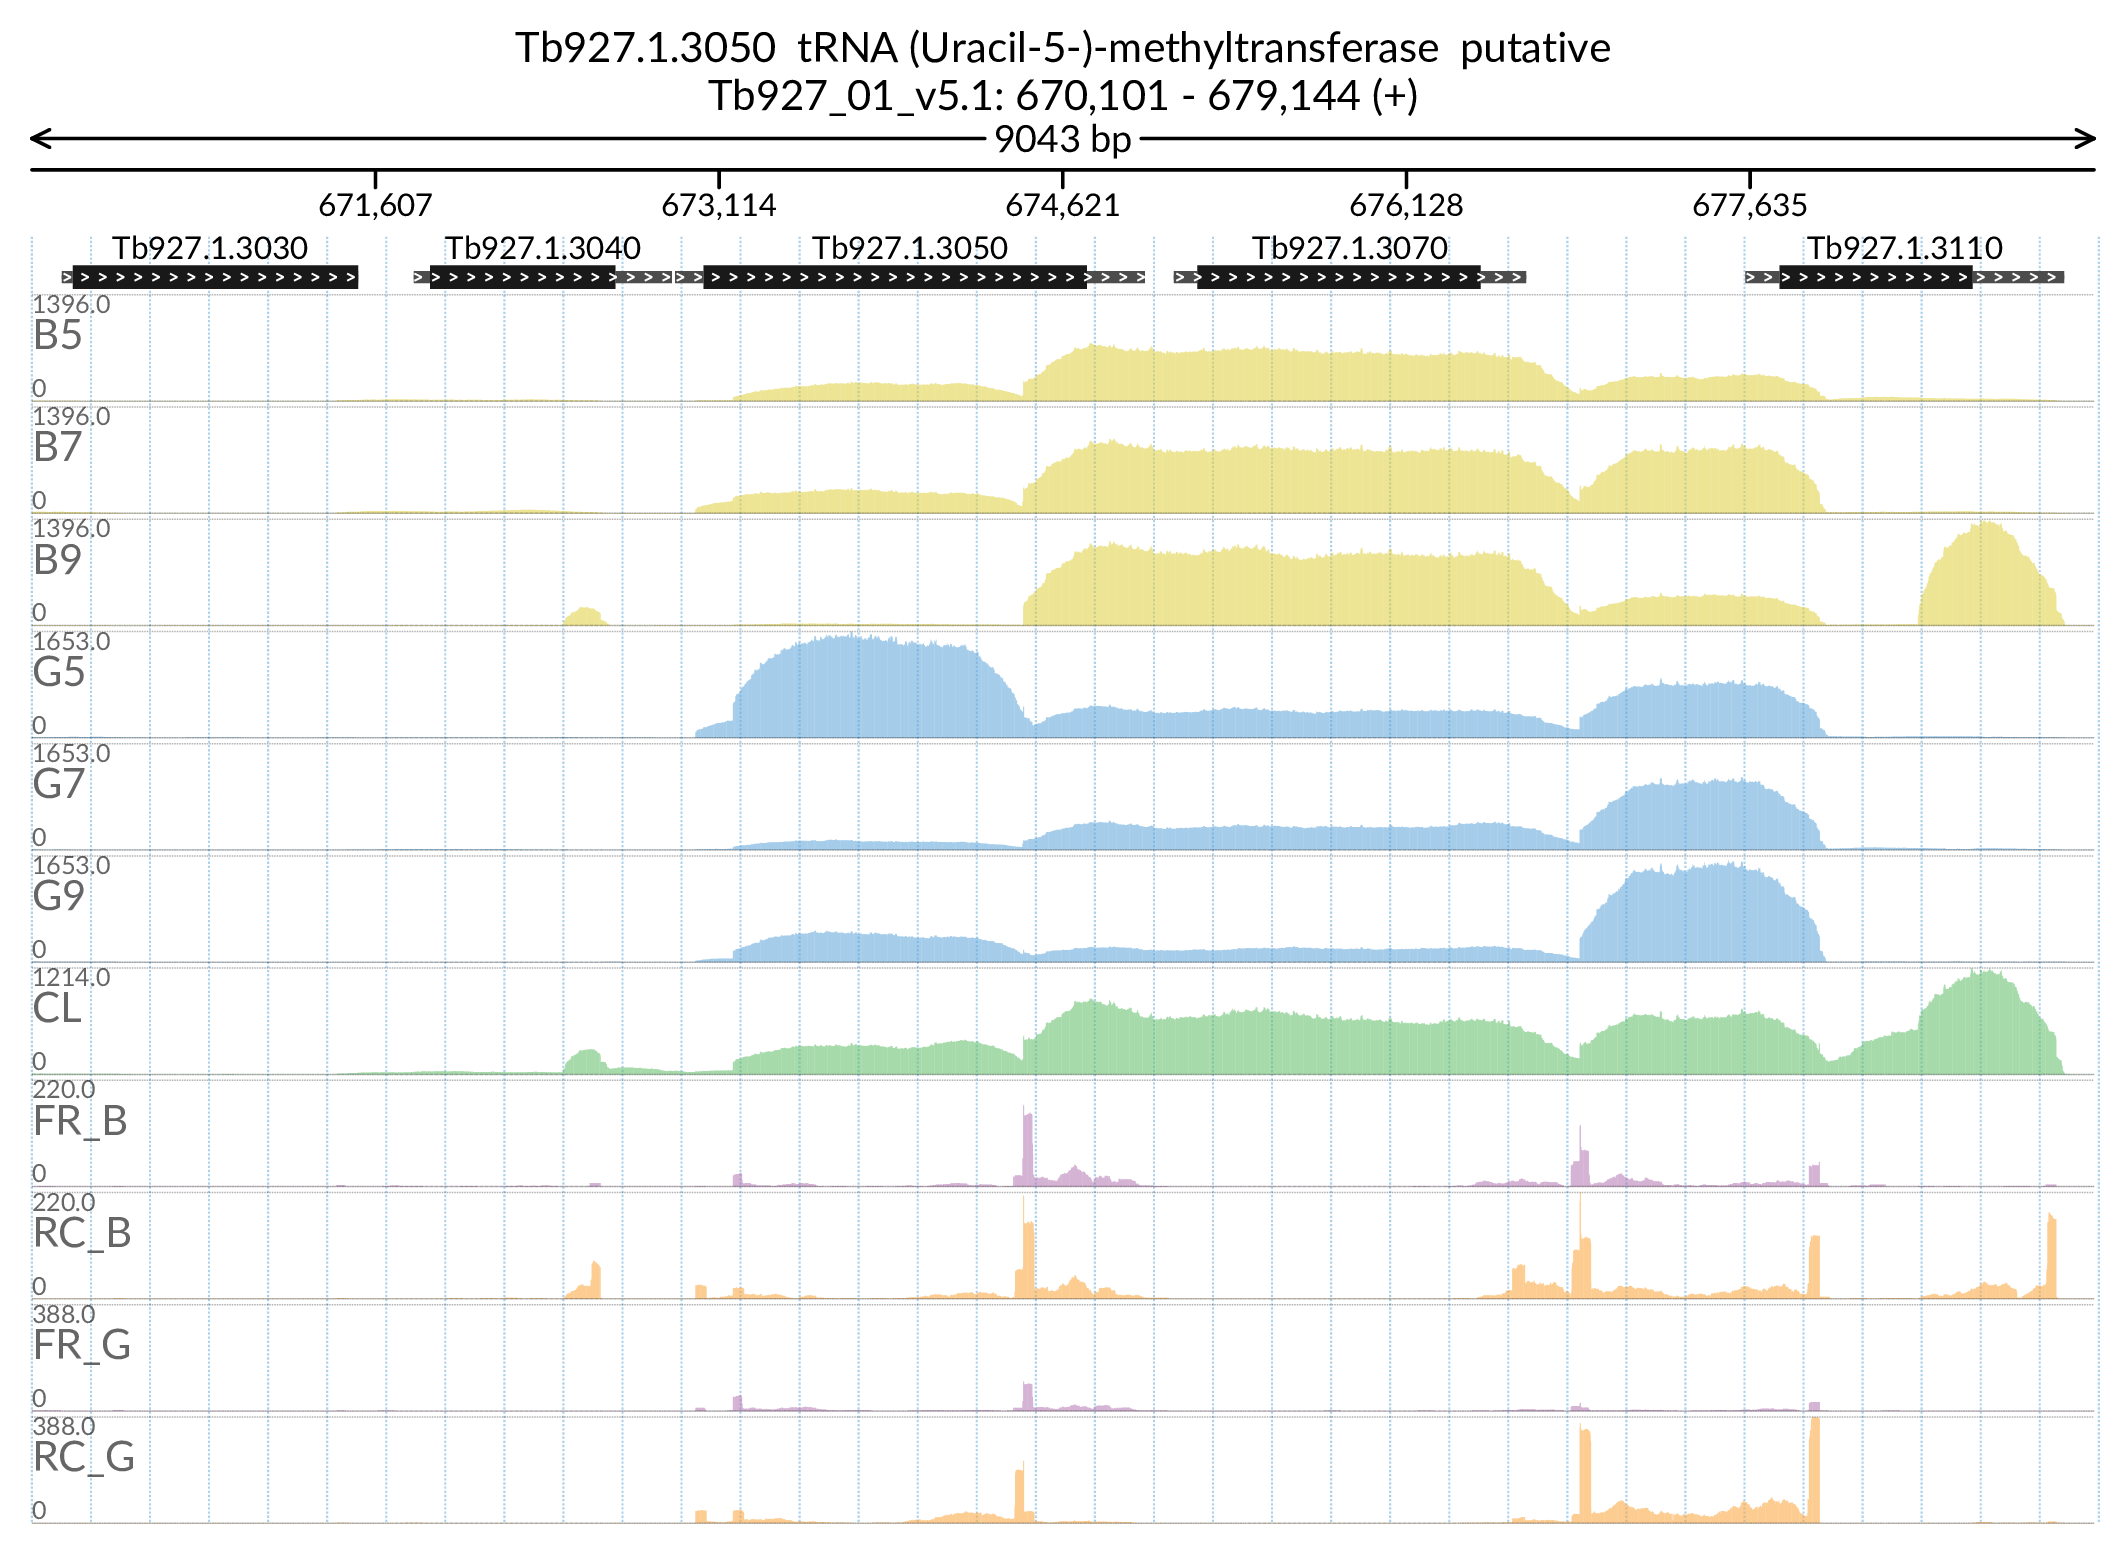 Tb927.1.3050  tRNA (Uracil-5-)-methyltransferase  putative
Tb927_01_v5.1: 670,101 - 679,144 (+)
9043 bp
671,607 673,114 674,621 676,128 677,635
Tb927.1.3030 Tb927.1.3040 Tb927.1.3050 Tb927.1.3070 Tb927.1.3110
1396.0
B5
0
1396.0
B7
0
1396.0
B9
0
1653.0
G5
0
1653.0
G7
0
1653.0
G9
0
1214.0
CL
0
220.0
FR_B
0
220.0
RC_B
0
388.0
FR_G
0
388.0
RC_G
0